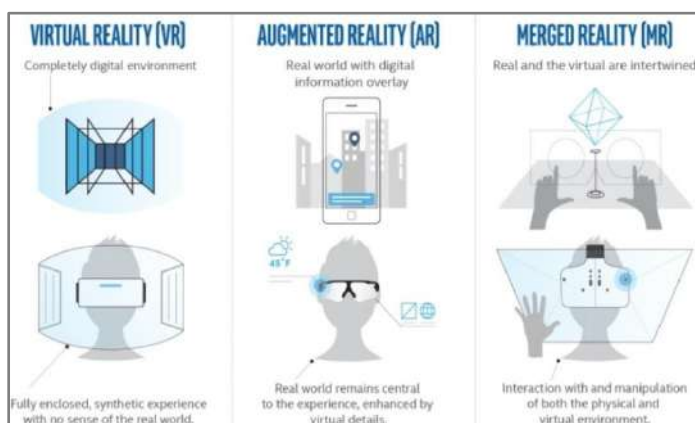 VIRTUAL REALITY (VR)
Completely digital environment
Fully enclosed, synthetic experience
with no sense of the real world.
AUGMENTED REALITY (AR)
Real world with digital
information overlay
45°F
Real world remains central
to the experience, enhanced by
virtual details.
MERGED REALITY (MR)
Real and the virtual are intertwined
Interaction with and manipulation
of both the physical and
virtual environment.